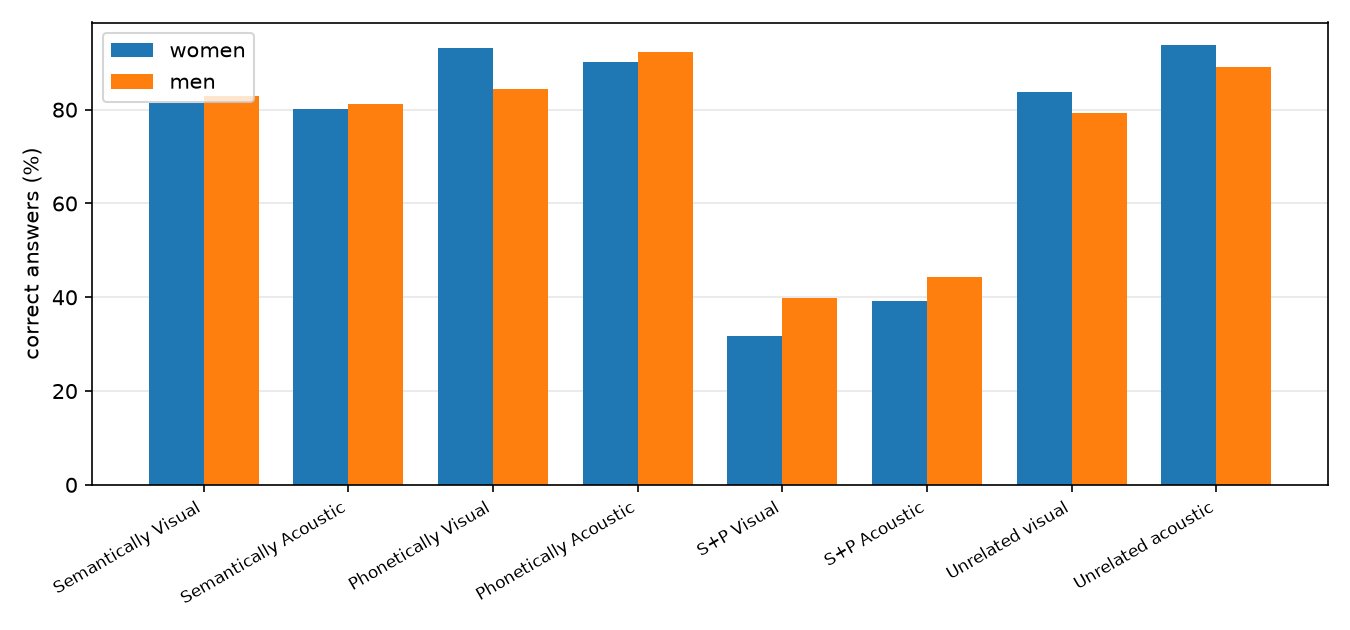 women
men
correct answers (%)
80
60
40
20
0
Semantically Visual
Semantically Acoustic
Phonetically Visual
Phonetically Acoustic
S+P Visual
S+P Acoustic
Unrelated visual
Unrelated acoustic